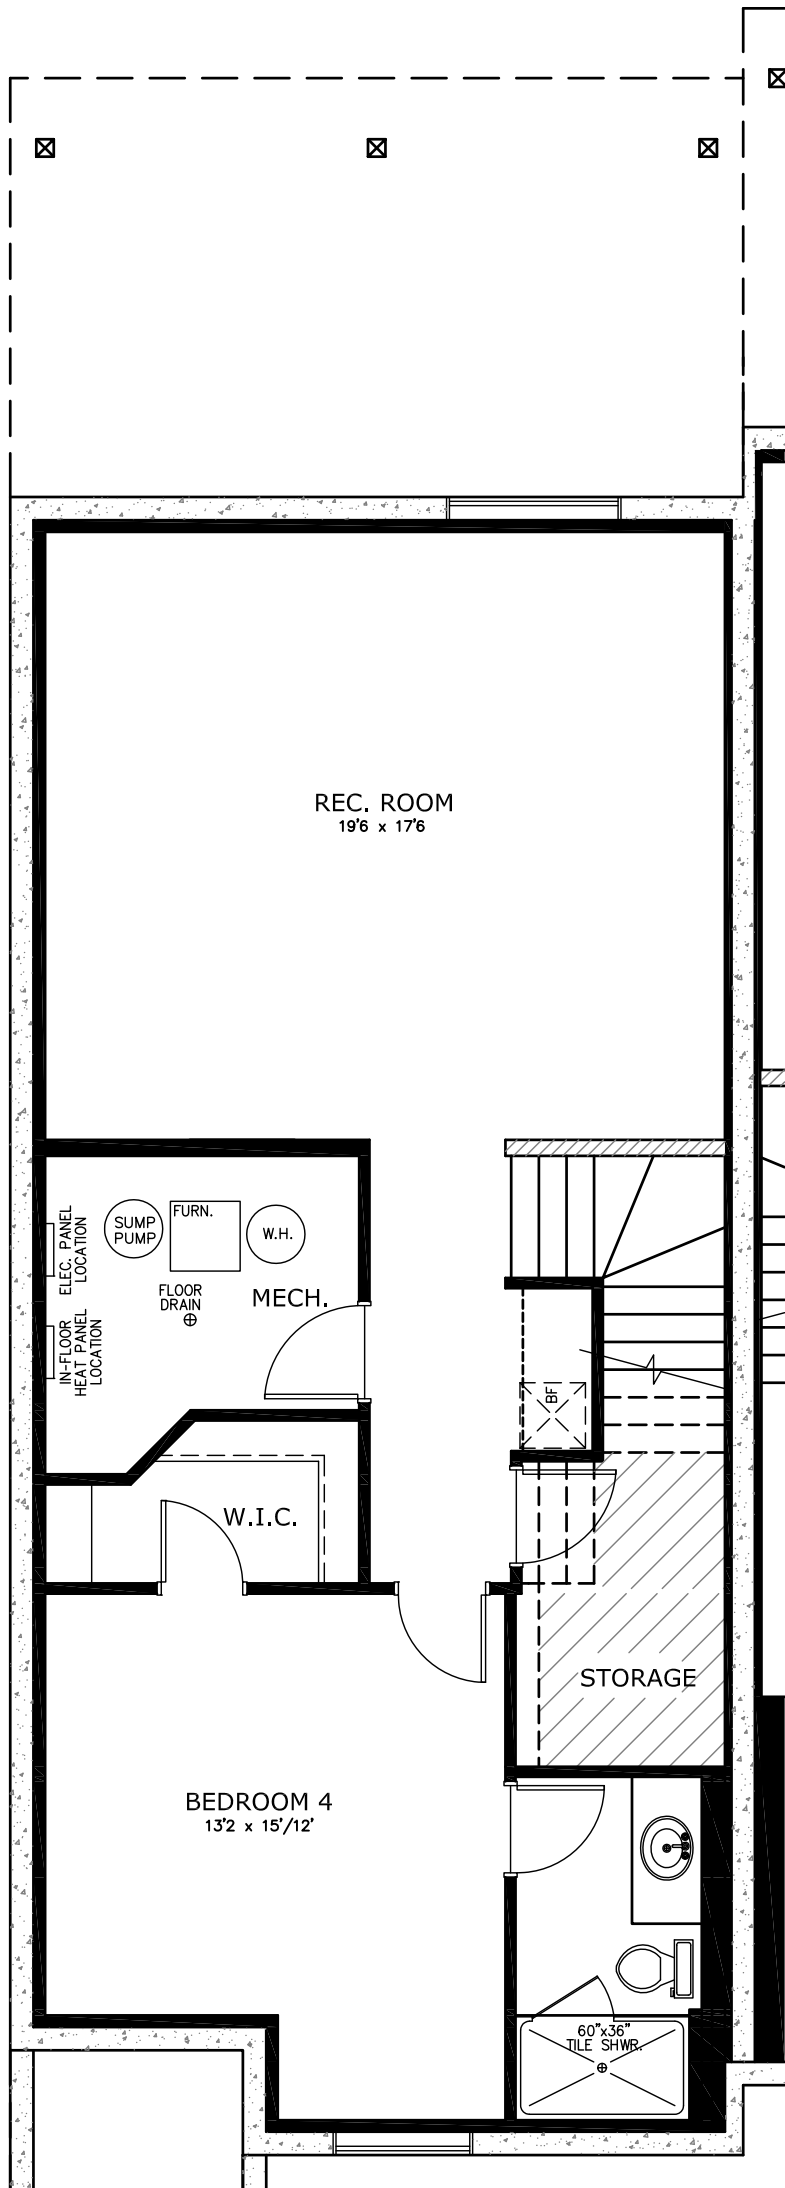 REC. ROOM
19'6 x 17'6
ELEC. PANEL
LOCATION
SUMP
PUMP
FURN.
W.H.
FLOOR
DRAIN
MECH.
IN-FLOOR
HEAT PANEL
LOCATION
BF
W.I.C.
STORAGE
BEDROOM 4
13'2 x 15'/12'
60"x36"
TILE SHWR.